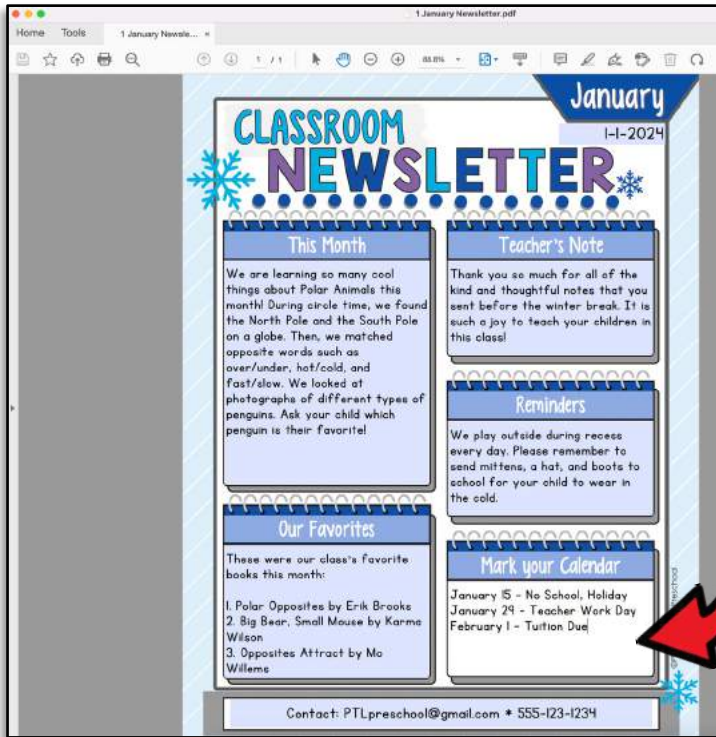 1 January Newsletter.pdf
Home Tools 1 January Newsle... ×
1 / 1 88.8%
January
1-1-2024
CLASSROOM
NEWSLETTER
This Month
We are learning so many cool
things about Polar Animals this
month! During circle time, we found
the North Pole and the South Pole
on a globe. Then, we matched
opposite words such as
over/under, hot/cold, and
fast/slow. We looked at
photographs of different types of
penguins. Ask your child which
penguin is their favorite!
Our Favorites
These were our class's favorite
books this month:
1. Polar Opposites by Erik Brooks
2. Big Bear, Small Mouse by Karma
Wilson
3. Opposites Attract by Mo
Willems
Teacher's Note
Thank you so much for all of the
kind and thoughtful notes that you
sent before the winter break. It is
such a joy to teach your children in
this class!
Reminders
We play outside during recess
every day. Please remember to
send mittens, a hat, and boots to
school for your child to wear in
the cold.
Mark your Calendar
January 15 - No School, Holiday
January 29 - Teacher Work Day
February 1 - Tuition Due
Contact: PTLpreschool@gmail.com * 555-123-1234